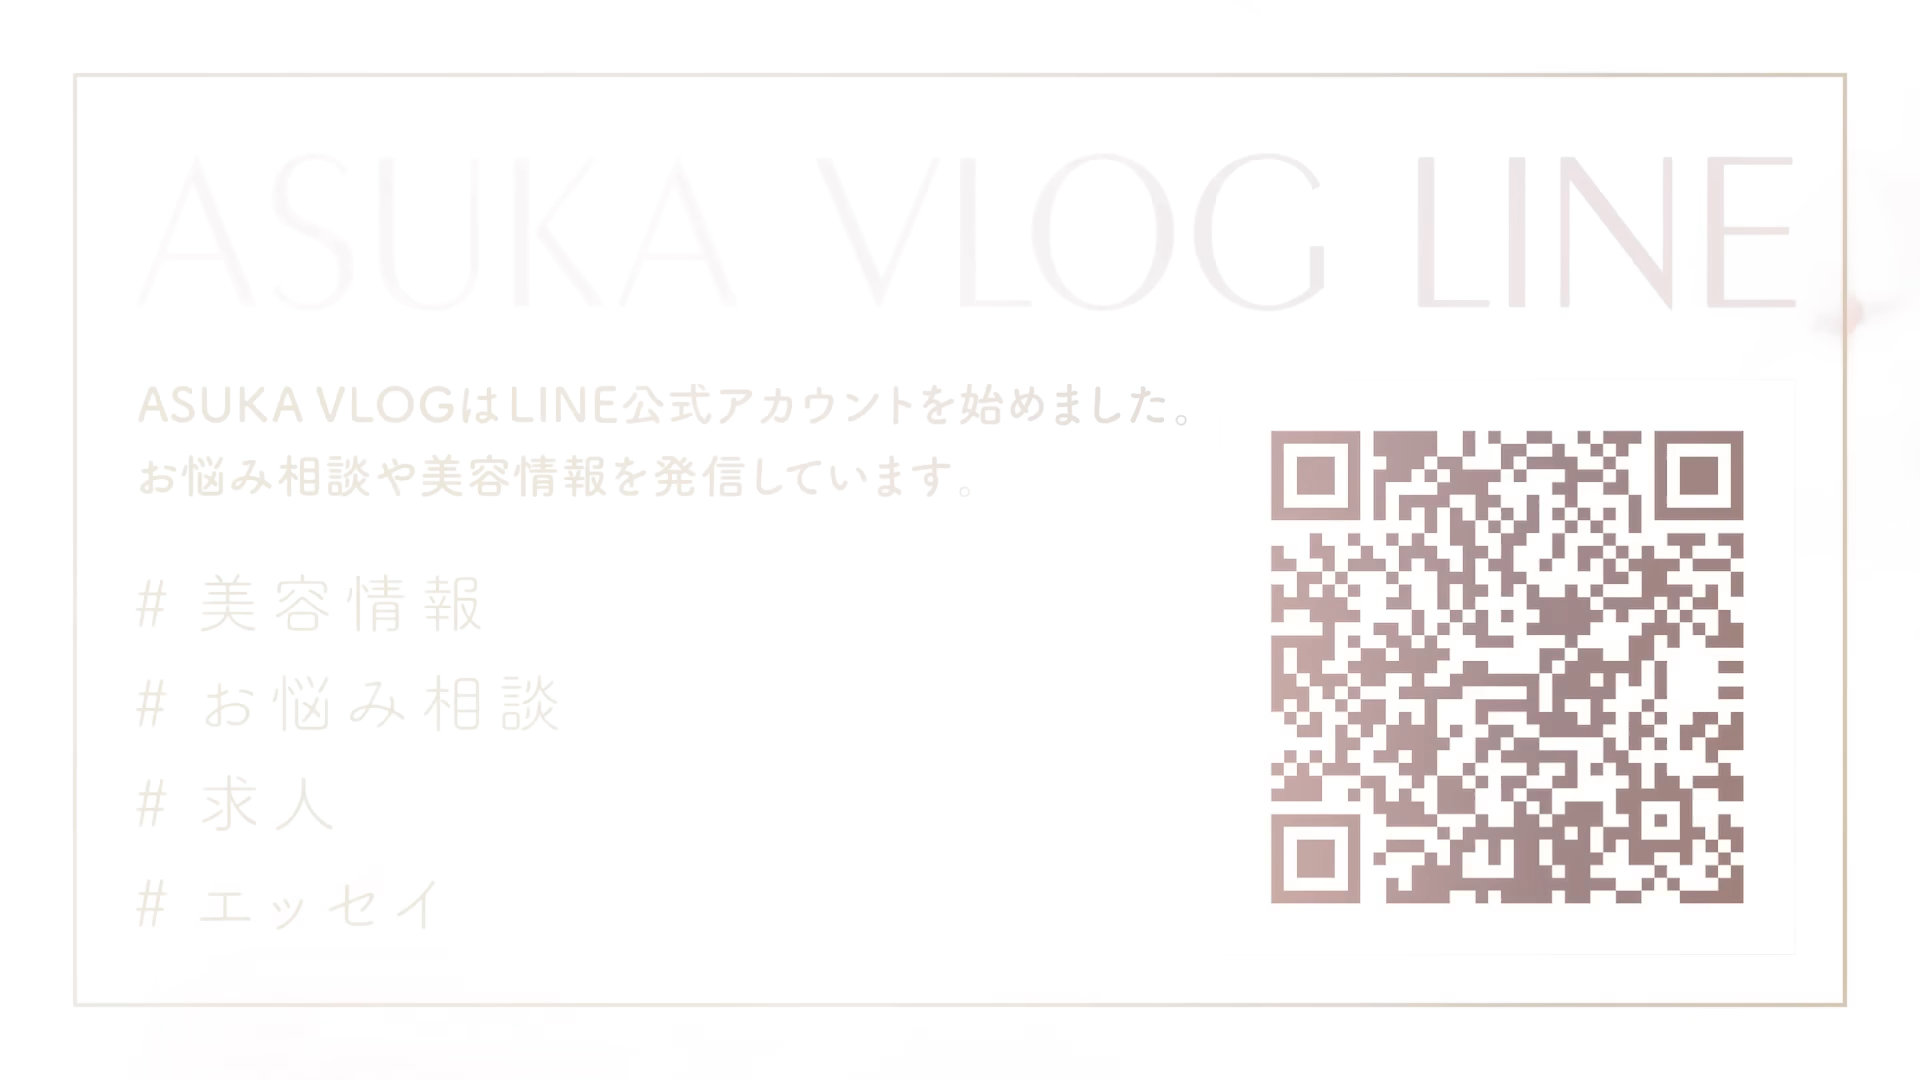 ASUKA VLOG LINE
ASUKA VLOGはLINE公式アカウントを始めました。
お悩み相談や美容情報を発信しています。
# 美容情報
# お悩み相談
# 求人
# エッセイ